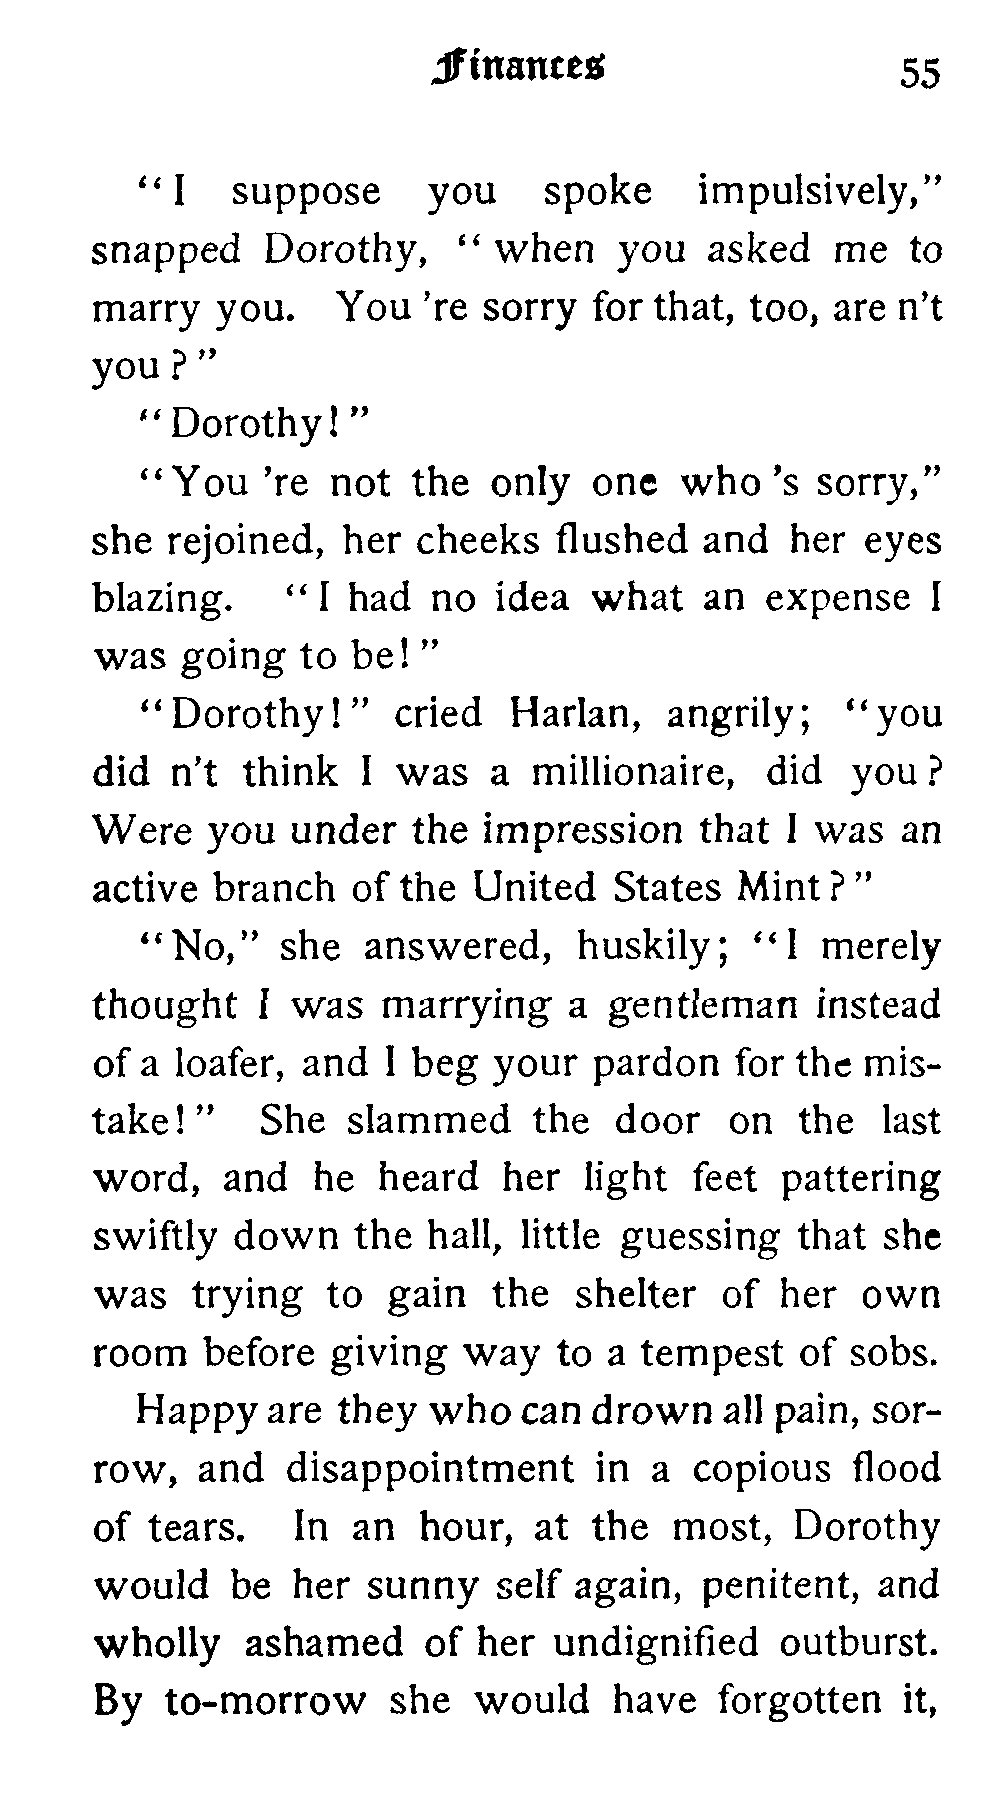 Finances 55
“I suppose you spoke impulsively,”
snapped Dorothy, “when you asked me to
marry you. You 're sorry for that, too, are n't
you?”
“Dorothy!”
“You 're not the only one who 's sorry,”
she rejoined, her cheeks flushed and her eyes
blazing. “I had no idea what an expense I
was going to be!”
“Dorothy!” cried Harlan, angrily; “you
did n't think I was a millionaire, did you?
Were you under the impression that I was an
active branch of the United States Mint?”
“No,” she answered, huskily; “I merely
thought I was marrying a gentleman instead
of a loafer, and I beg your pardon for the mis-
take!” She slammed the door on the last
word, and he heard her light feet pattering
swiftly down the hall, little guessing that she
was trying to gain the shelter of her own
room before giving way to a tempest of sobs.
Happy are they who can drown all pain, sor-
row, and disappointment in a copious flood
of tears. In an hour, at the most, Dorothy
would be her sunny self again, penitent, and
wholly ashamed of her undignified outburst.
By to-morrow she would have forgotten it,